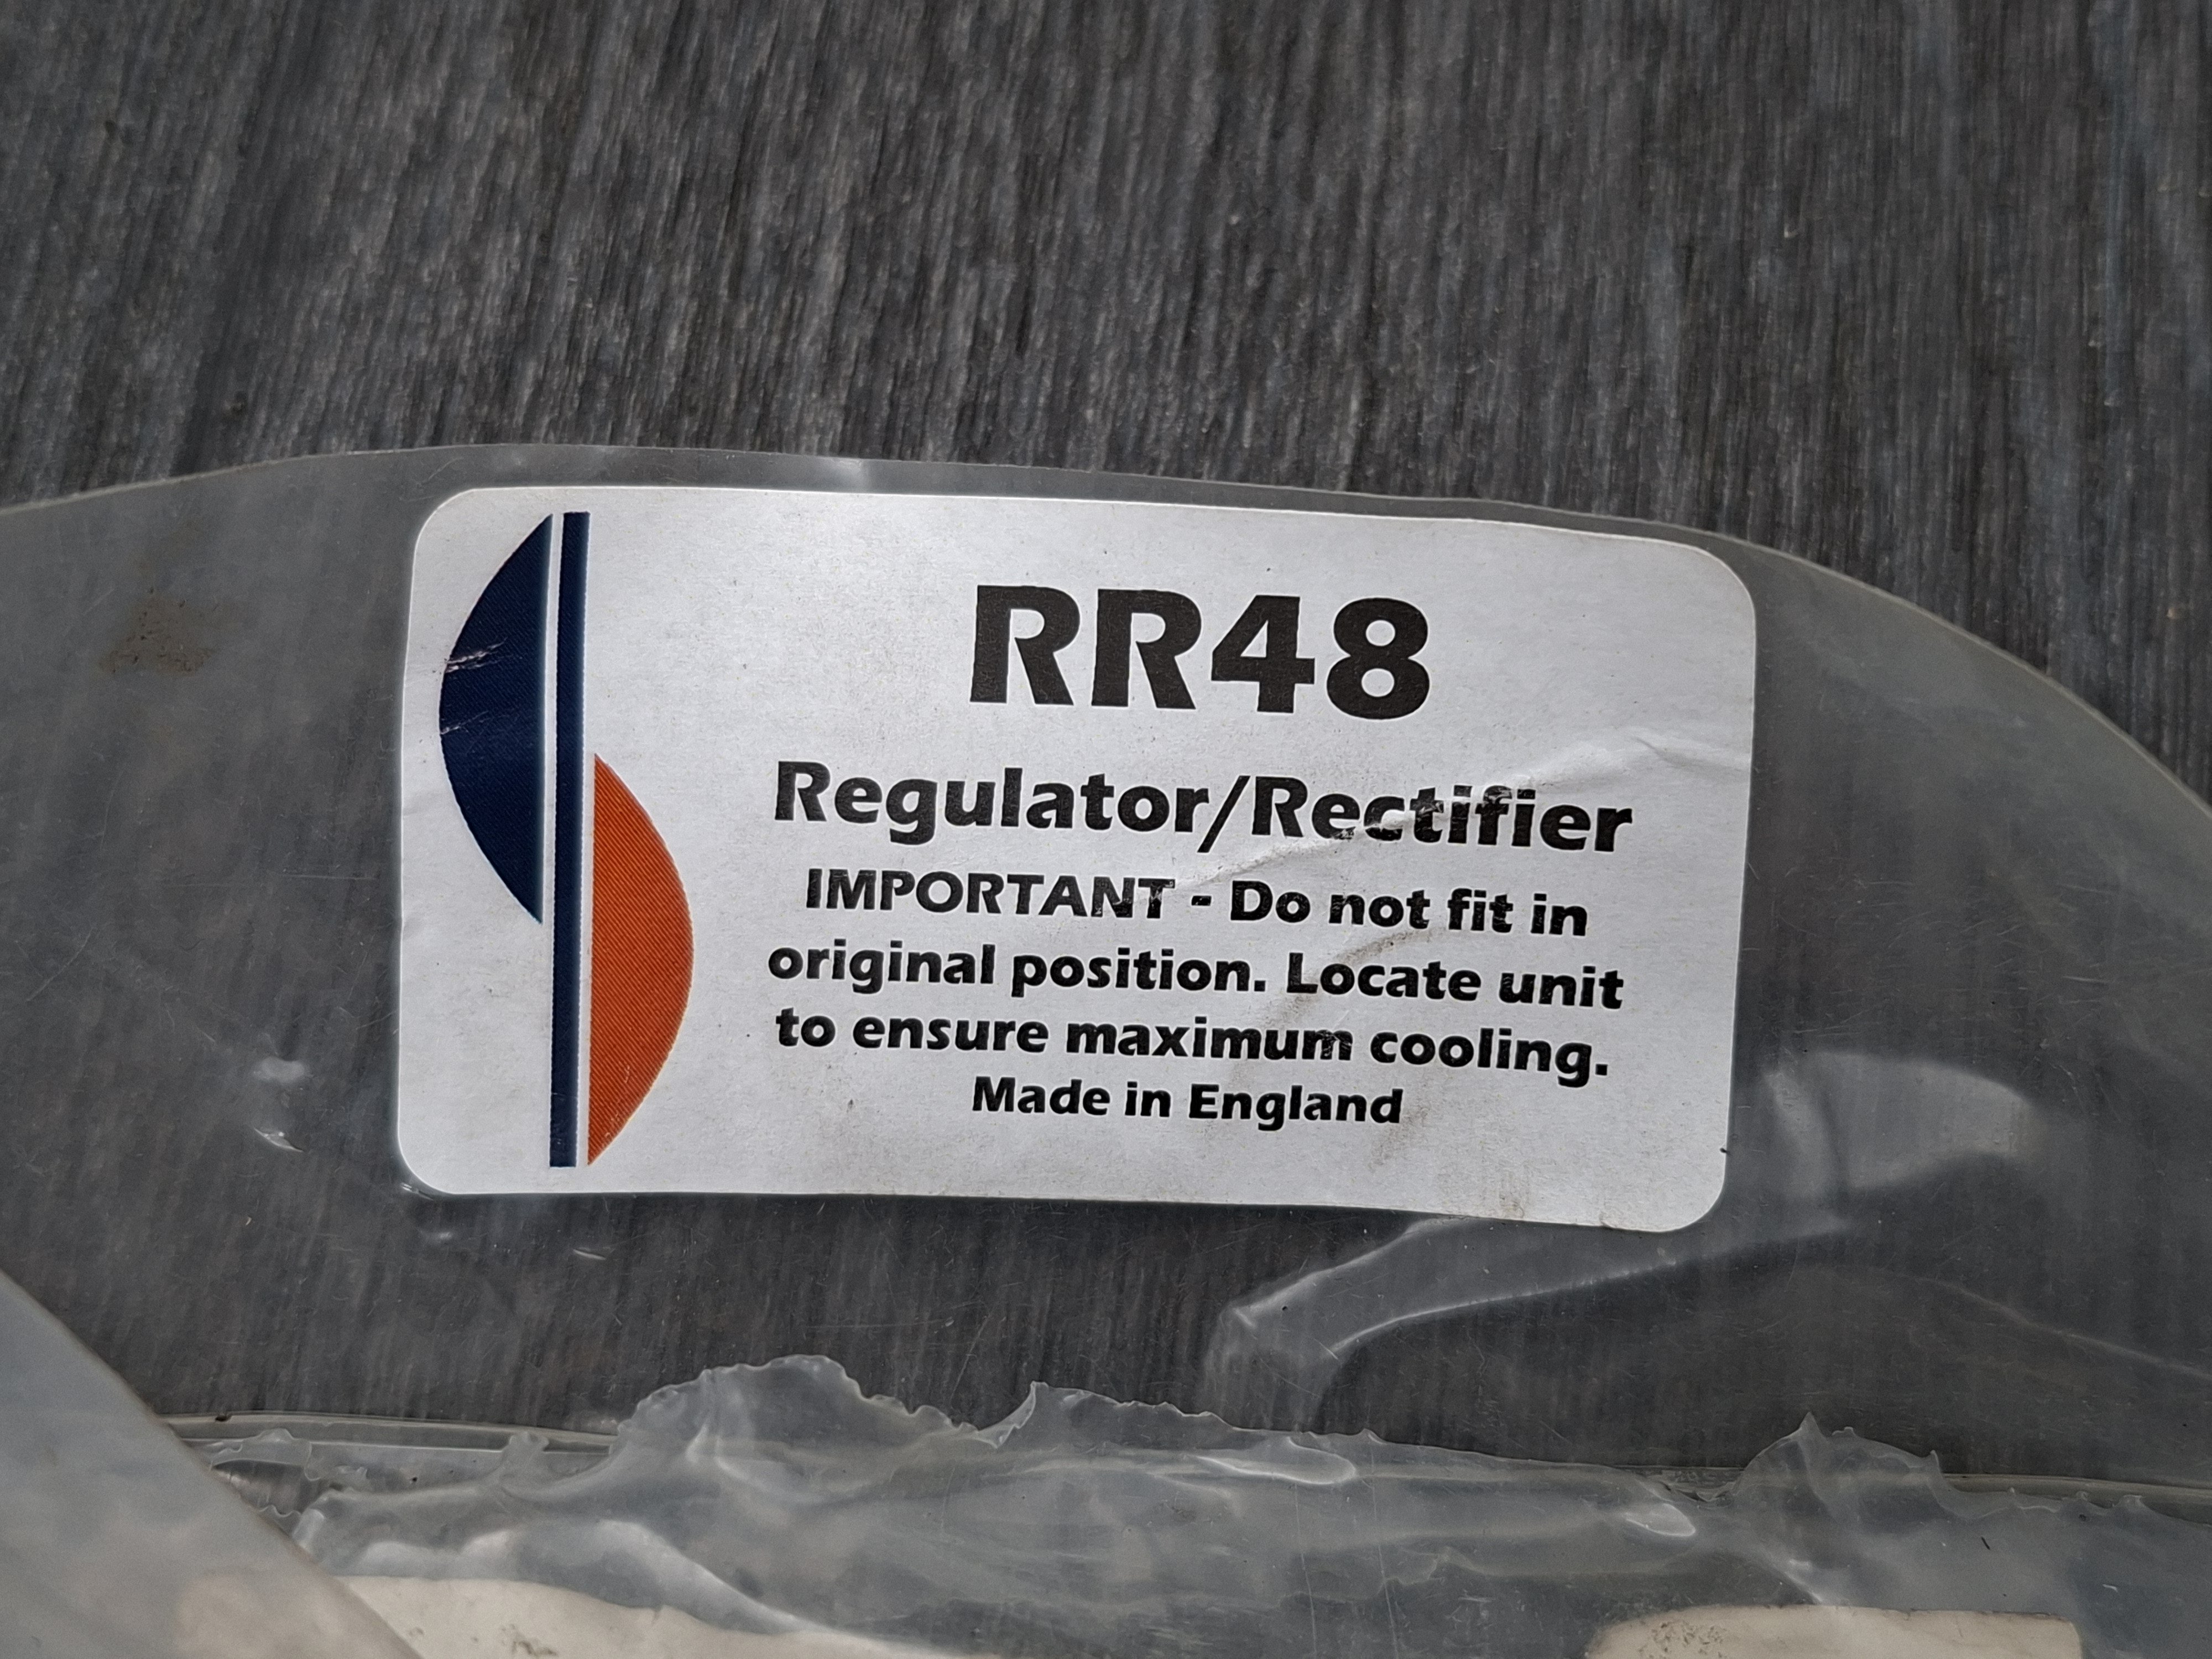 RR48
Regulator/Rectifier
IMPORTANT - Do not fit in
original position. Locate unit
to ensure maximum cooling.
Made in England